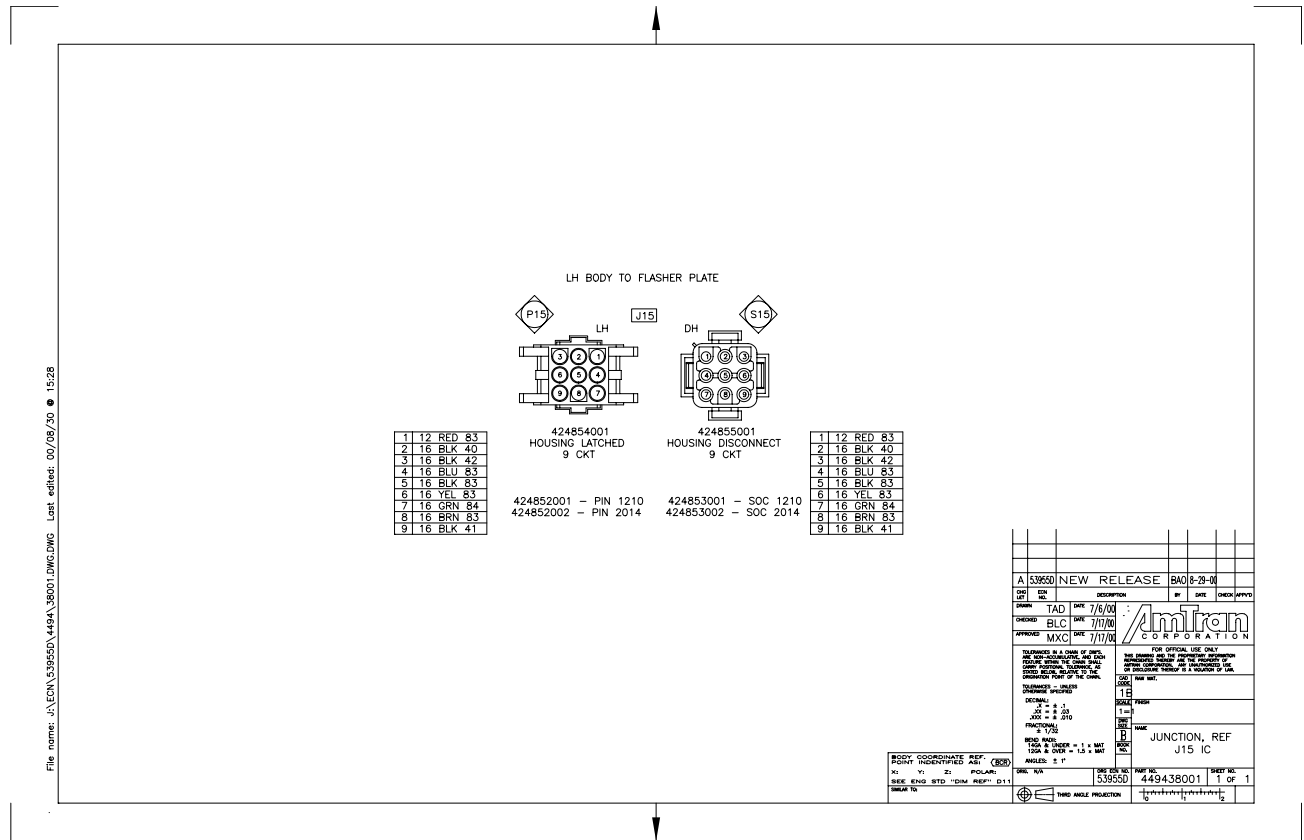 File name: J:\ECN\53955D\4494\38001.DWG.DWG Last edited: 00/08/30 @ 15:28
LH BODY TO FLASHER PLATE
P15
J15
S15
LH
DH
3 2 1
6 5 4
9 8 7
1 2 3
4 5 6
7 8 9
424854001
HOUSING LATCHED
9 CKT
424855001
HOUSING DISCONNECT
9 CKT
1 12 RED 83
2 16 BLK 40
3 16 BLK 42
4 16 BLU 83
5 16 BLK 83
6 16 YEL 83
7 16 GRN 84
8 16 BRN 83
9 16 BLK 41
424852001 – PIN 1210
424852002 – PIN 2014
424853001 – SOC 1210
424853002 – SOC 2014
1 12 RED 83
2 16 BLK 40
3 16 BLK 42
4 16 BLU 83
5 16 BLK 83
6 16 YEL 83
7 16 GRN 84
8 16 BRN 83
9 16 BLK 41
A 53955D NEW RELEASE BAO 8-29-00
CHG LET ECN NO. DESCRIPTION BY DATE CHECK APPV'D
DRAWN TAD DATE 7/6/00
CHECKED BLC DATE 7/17/00
APPROVED MXC DATE 7/17/00
AmTran
CORPORATION
TOLERANCES IN A CHAIN OF DIM'S.
ARE NON-ACCUMULATIVE, AND EACH
FEATURE WITHIN THE CHAIN SHALL
CARRY POSITIONAL TOLERANCE, AS
STATED BELOW, RELATIVE TO THE
ORIGINATION POINT OF THE CHAIN.
TOLERANCES – UNLESS
OTHERWISE SPECIFIED
DECIMAL:
.X = ± .1
.XX = ± .03
.XXX = ± .010
FRACTIONAL:
± 1/32
BEND RADII:
14GA & UNDER = 1 x MAT
12GA & OVER = 1.5 x MAT
ANGLES: ± 1°
FOR OFFICIAL USE ONLY
THIS DRAWING AND THE PROPRIETARY INFORMATION
REPRESENTED THEREBY ARE THE PROPERTY OF
AMTRAN CORPORATION. ANY UNAUTHORIZED USE
OR DISCLOSURE THEREOF IS A VIOLATION OF LAW.
CAD CODE
1B
RAW MAT.
SCALE
1=1
FINISH
DWG SIZE
B
BOOK NO.
NAME
JUNCTION, REF
J15 IC
ORIG. N/A
ORG ECN NO.
53955D
PART NO.
449438001
SHEET NO.
1 OF 1
THIRD ANGLE PROJECTION
0 1 2
BODY COORDINATE REF.
POINT INDENTIFIED AS: BCR
X: Y: Z: POLAR:
SEE ENG STD "DIM REF" D11
SIMILAR TO: